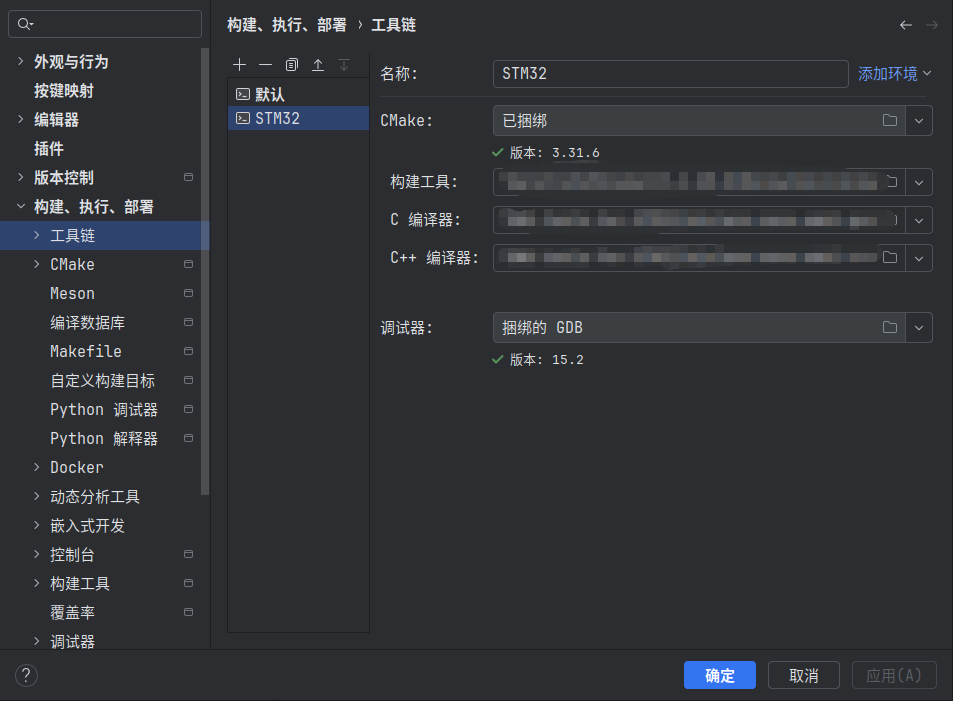 外观与行为
按键映射
编辑器
插件
版本控制
构建、执行、部署
工具链
CMake
Meson
编译数据库
Makefile
自定义构建目标
Python 调试器
Python 解释器
Docker
动态分析工具
嵌入式开发
控制台
构建工具
覆盖率
调试器
构建、执行、部署 › 工具链
默认
STM32
名称：
STM32
添加环境
CMake：
已捆绑
版本: 3.31.6
构建工具：
C 编译器：
C++ 编译器：
调试器：
捆绑的 GDB
版本: 15.2
?
确定
取消
应用(A)